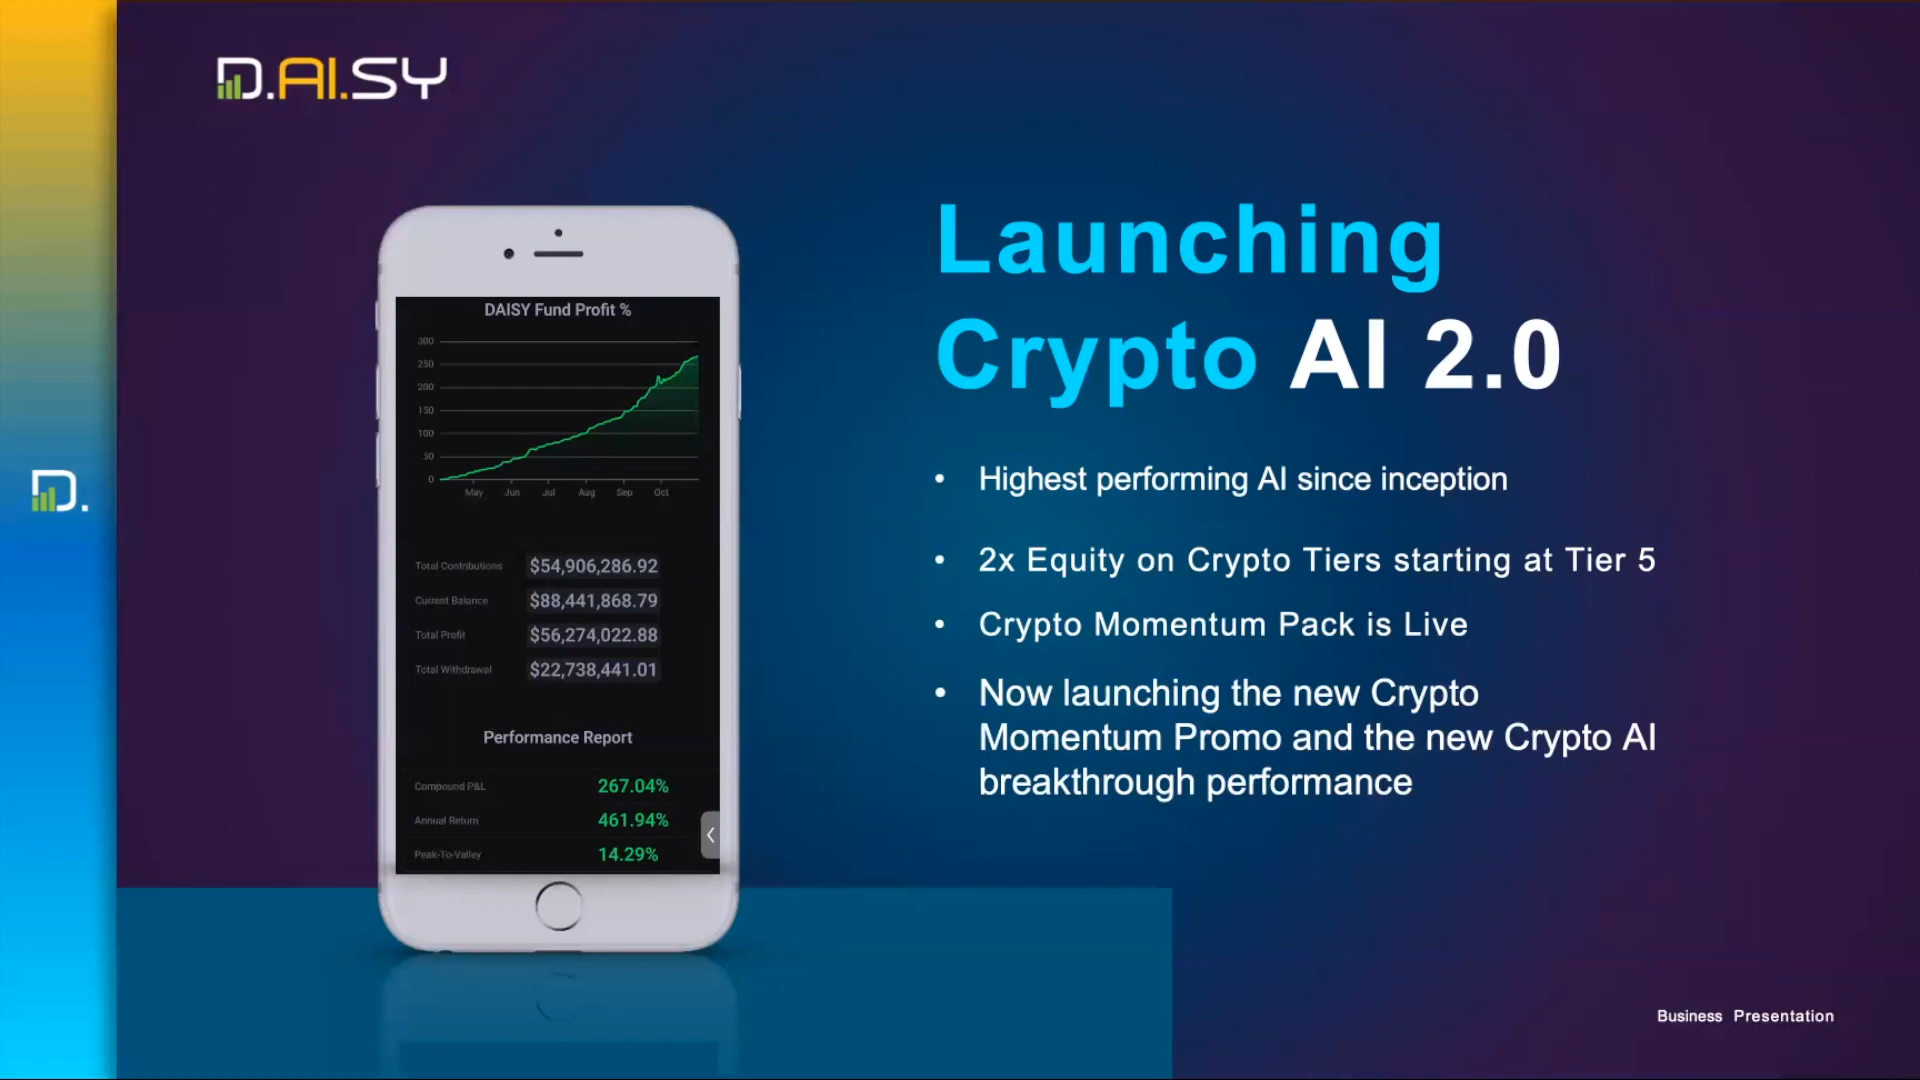 D.AI.SY
D.
Launching
Crypto AI 2.0
• Highest performing AI since inception
• 2x Equity on Crypto Tiers starting at Tier 5
• Crypto Momentum Pack is Live
• Now launching the new Crypto
Momentum Promo and the new Crypto AI
breakthrough performance
DAISY Fund Profit %
300
250
200
150
100
50
0
May Jun Jul Aug Sep Oct
Total Contributions $54,906,286.92
Current Balance $88,441,868.79
Total Profit $56,274,022.88
Total Withdrawal $22,738,441.01
Performance Report
Compound P&L 267.04%
Annual Return 461.94%
Peak-To-Valley 14.29%
Business Presentation